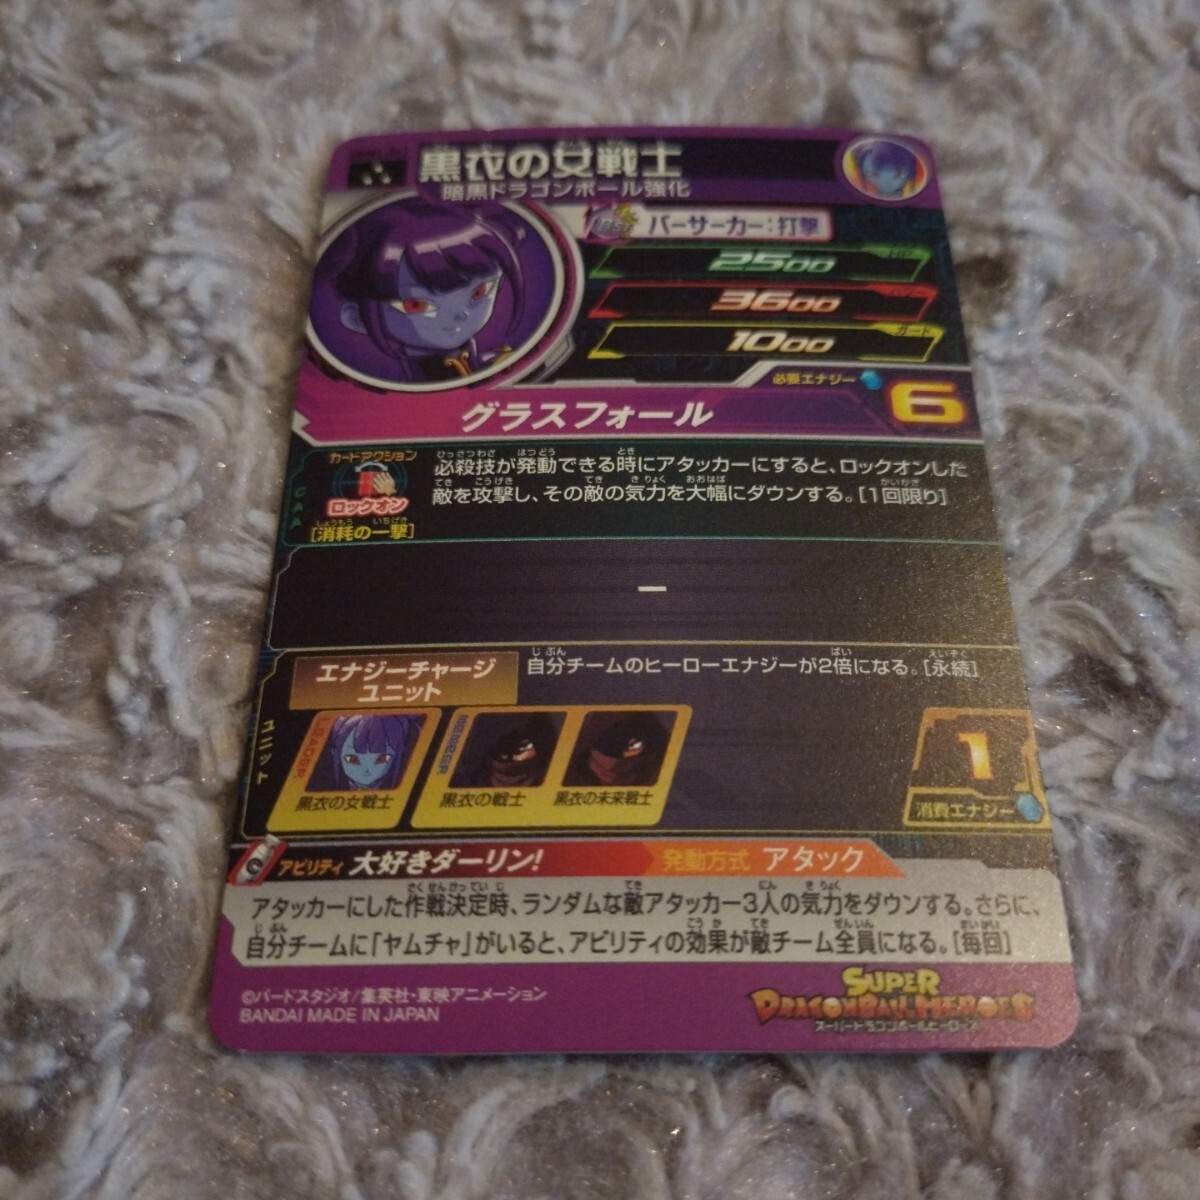 黒衣の女戦士
暗黒ドラゴンボール強化
バーサーカー:打撃
HP
2500
3600
ガード
1000
必要エナジー
6
グラスフォール
カードアクション
ロックオン
[消耗の一撃]
CAA
必殺技が発動できる時にアタッカーにすると、ロックオンした
敵を攻撃し、その敵の気力を大幅にダウンする。[1回限り]
ー
エナジーチャージ
ユニット
自分チームのヒーローエナジーが2倍になる。[永続]
ユニット
LEADER
黒衣の女戦士
MEMBER
黒衣の戦士
黒衣の未来戦士
1
消費エナジー
アビリティ 大好きダーリン! 発動方式 アタック
アタッカーにした作戦決定時、ランダムな敵アタッカー3人の気力をダウンする。さらに、
自分チームに「ヤムチャ」がいると、アビリティの効果が敵チーム全員になる。[毎回]
©バードスタジオ/集英社・東映アニメーション
BANDAI MADE IN JAPAN
SUPER
DRAGONBALL HEROES
スーパードラゴンボールヒーローズ